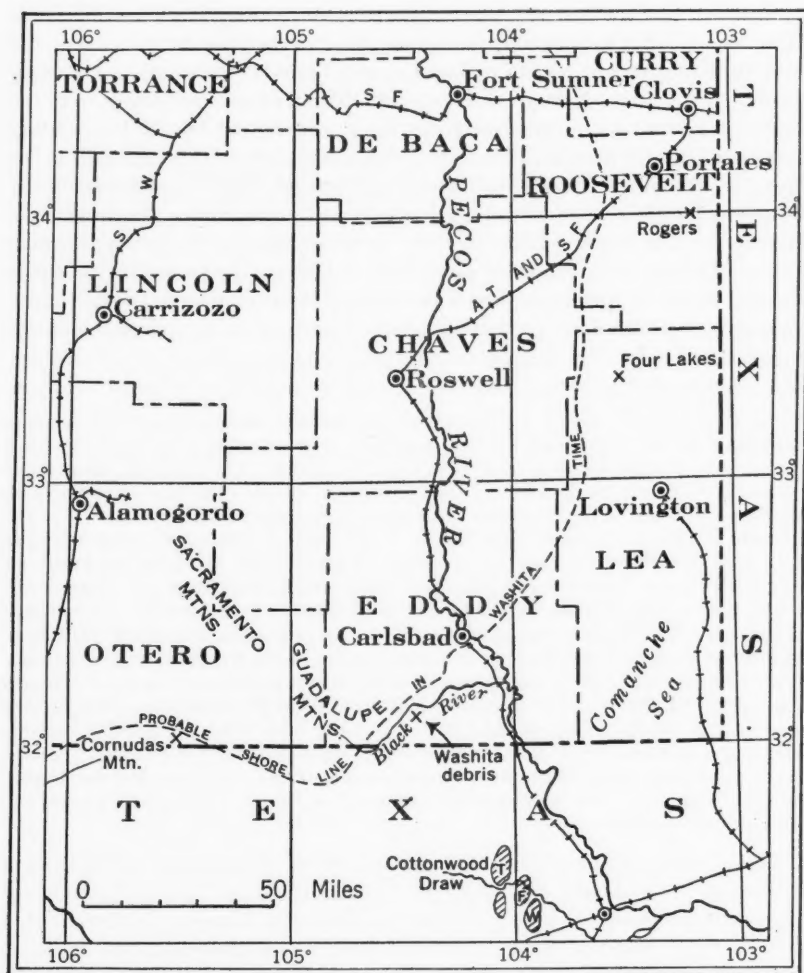 106° 105° 104° 103°
CURRY
TORRANCE
Fort Sumner
Clovis
S F
DE BACA
Portales
ROOSEVELT
W
S
PECOS RIVER
34° 34°
Rogers
AT AND SF
LINCOLN
Carrizozo
CHAVES
Four Lakes
Roswell
TEXAS
33° 33°
Alamogordo
Lovington
SACRAMENTO
MTNS.
LEA
EDDY
Carlsbad
OTERO
GUADALUPE
MTNS.
Comanche
Sea
PROBABLE SHORE LINE IN WASHITA TIME
Black River
32° 32°
Cornudas
Mtn.
Washita
debris
TEXAS
Cottonwood
Draw
T
F
W
0 50 Miles
106° 105° 104° 103°